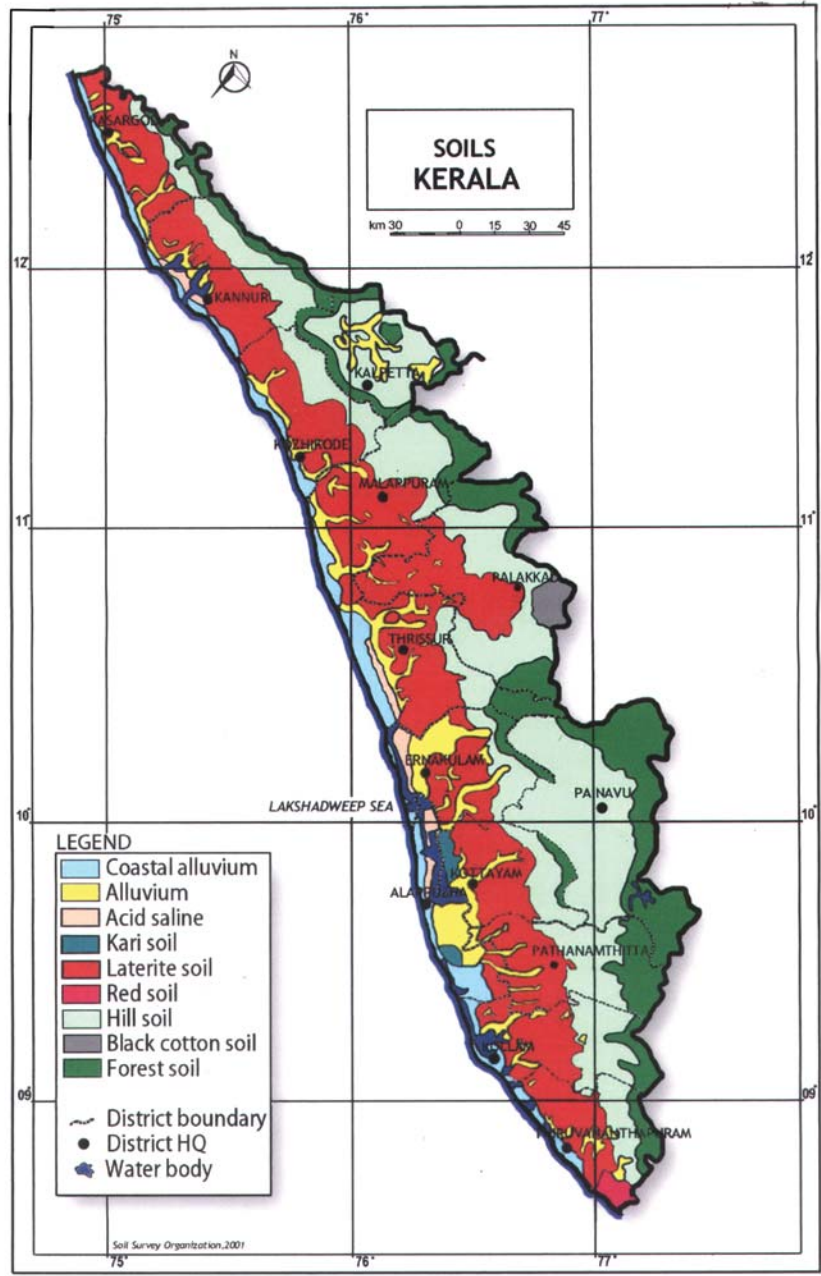 75°
76°
77°
N
SOILS
KERALA
km 30 0 15 30 45
KASARGOD
12°
12°
KANNUR
KALPETTA
KOZHIKODE
MALAPPURAM
11°
11°
PALAKKAD
THRISSUR
ERNAKULAM
PAINAVU
LAKSHADWEEP SEA
10°
10°
KOTTAYAM
ALAPPUZHA
PATHANAMTHITTA
KOLLAM
09°
09°
THIRUVANANTHAPURAM
LEGEND
Coastal alluvium
Alluvium
Acid saline
Kari soil
Laterite soil
Red soil
Hill soil
Black cotton soil
Forest soil
District boundary
District HQ
Water body
Soil Survey Organization,2001
75°
76°
77°